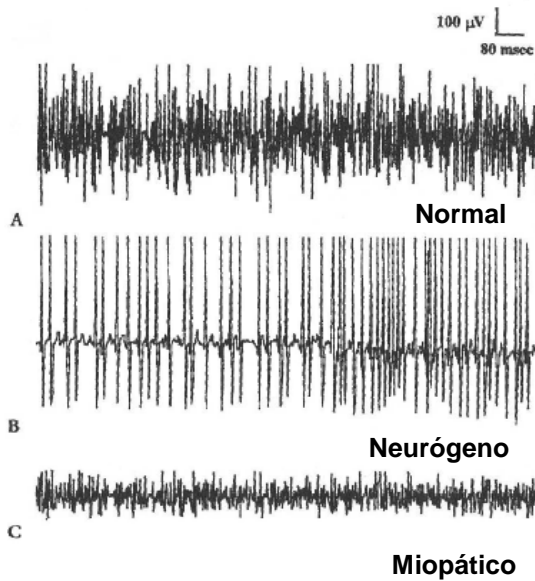 100 μV
80 msec
A
Normal
B
Neurógeno
C
Miopático